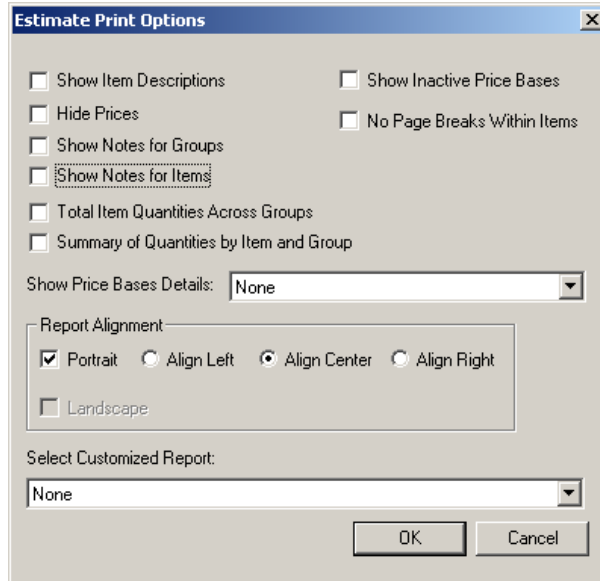 Estimate Print Options
Show Item Descriptions
Show Inactive Price Bases
Hide Prices
No Page Breaks Within Items
Show Notes for Groups
Show Notes for Items
Total Item Quantities Across Groups
Summary of Quantities by Item and Group
Show Price Bases Details: None
Report Alignment
Portrait Align Left Align Center Align Right
Landscape
Select Customized Report:
None
OK Cancel